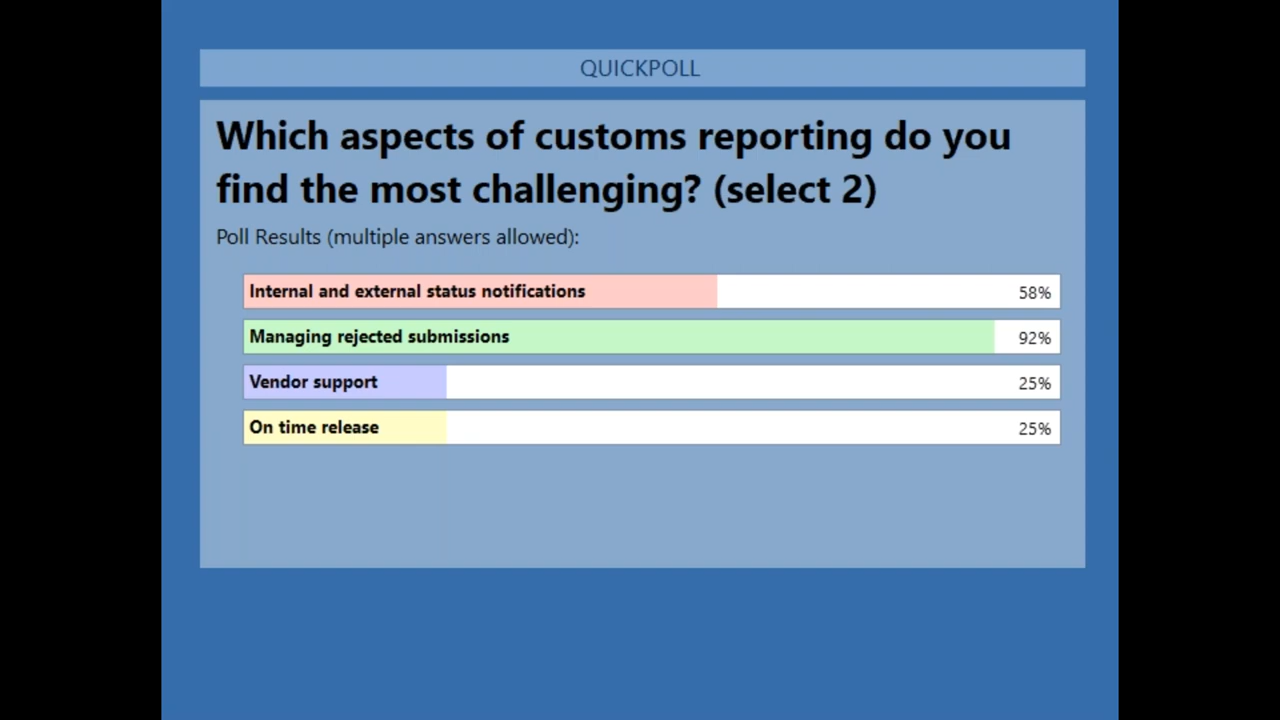 QUICKPOLL
Which aspects of customs reporting do you
find the most challenging? (select 2)
Poll Results (multiple answers allowed):
Internal and external status notifications 58%
Managing rejected submissions 92%
Vendor support 25%
On time release 25%